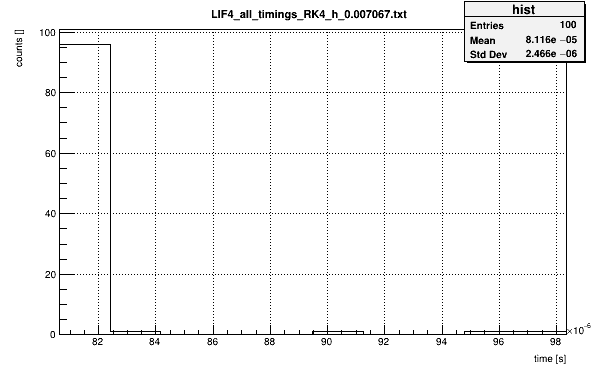 LIF4_all_timings_RK4_h_0.007067.txt
hist
Entries 100
Mean 8.116e −05
Std Dev 2.466e −06
counts []
100
80
60
40
20
0
82 84 86 88 90 92 94 96 98
×10⁻⁶
time [s]